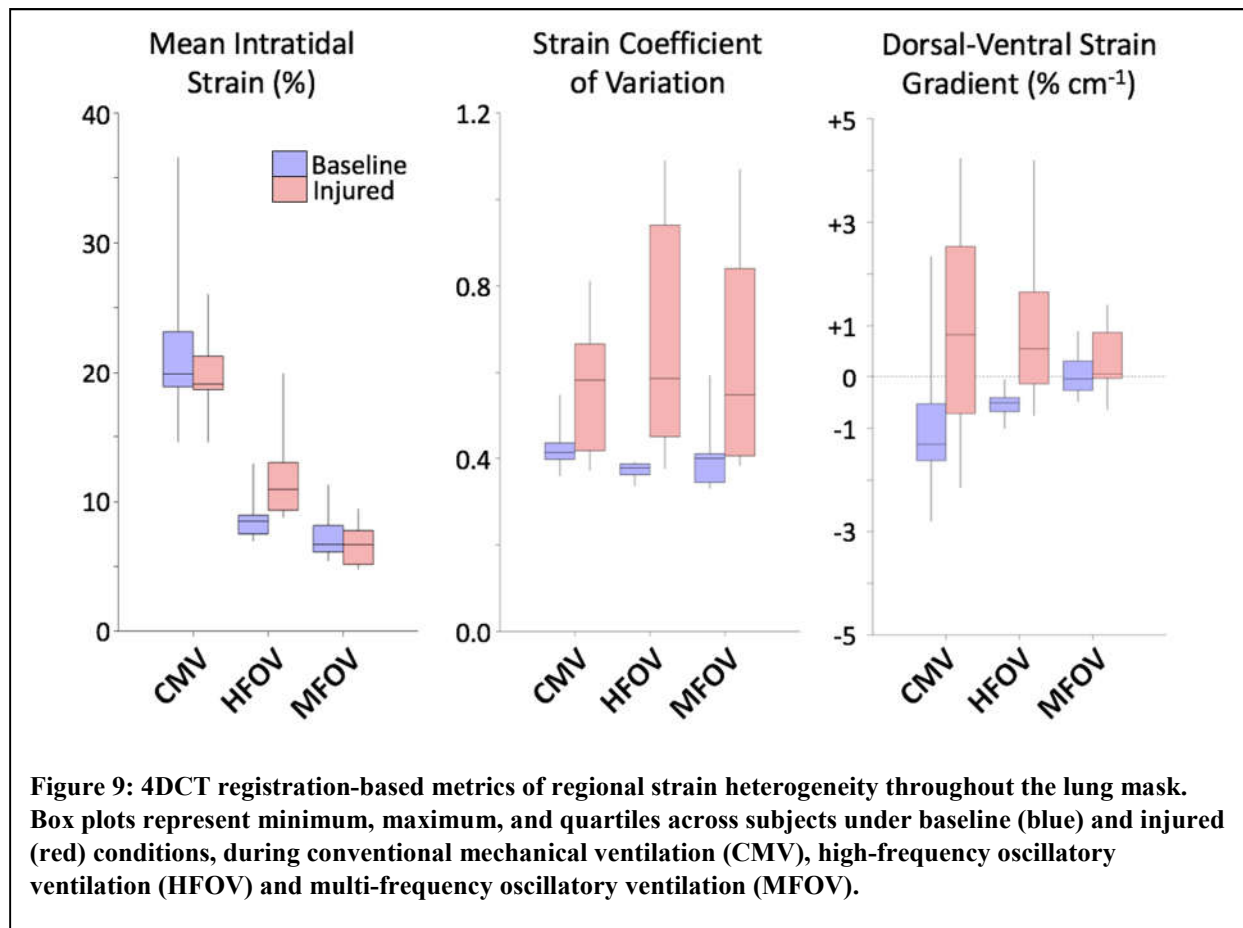 Mean Intratidal
Strain (%)
40
30
20
10
0
Baseline
Injured
CMV
HFOV
MFOV
Strain Coefficient
of Variation
1.2
0.8
0.4
0.0
CMV
HFOV
MFOV
Dorsal-Ventral Strain
Gradient (% cm-1)
+5
+3
+1
0
-1
-3
-5
CMV
HFOV
MFOV
Figure 9: 4DCT registration-based metrics of regional strain heterogeneity throughout the lung mask.
Box plots represent minimum, maximum, and quartiles across subjects under baseline (blue) and injured
(red) conditions, during conventional mechanical ventilation (CMV), high-frequency oscillatory
ventilation (HFOV) and multi-frequency oscillatory ventilation (MFOV).